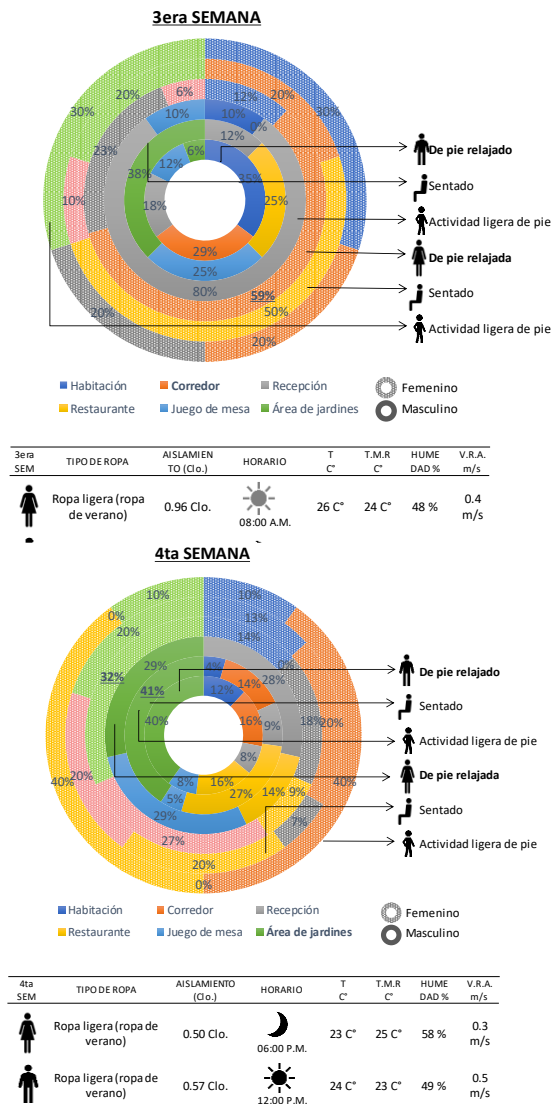 3era SEMANA
30%
20%
6%
12%
20%
30%
10%
10%
0%
12%
23%
38%
12%
6%
35%
25%
10%
18%
29%
25%
80%
59%
50%
20%
20%
De pie relajado
Sentado
Actividad ligera de pie
De pie relajada
Sentado
Actividad ligera de pie
Habitación Corredor Recepción Femenino
Restaurante Juego de mesa Área de jardines Masculino
3era SEM TIPO DE ROPA AISLAMIEN TO (Clo.) HORARIO T C° T.M.R C° HUME DAD % V.R.A. m/s
Ropa ligera (ropa de verano) 0.96 Clo. 08:00 A.M. 26 C° 24 C° 48 % 0.4 m/s
4ta SEMANA
10%
10%
0%
13%
20%
14%
29%
4%
0%
28%
32%
41%
12%
14%
40%
16%
9%
18%
20%
8%
40%
20%
8%
16%
40%
5%
27%
14%
9%
29%
7%
27%
20%
0%
De pie relajado
Sentado
Actividad ligera de pie
De pie relajada
Sentado
Actividad ligera de pie
Habitación Corredor Recepción Femenino
Restaurante Juego de mesa Área de jardines Masculino
4ta SEM TIPO DE ROPA AISLAMIENTO (Clo.) HORARIO T C° T.M.R C° HUME DAD % V.R.A. m/s
Ropa ligera (ropa de verano) 0.50 Clo. 06:00 P.M. 23 C° 25 C° 58 % 0.3 m/s
Ropa ligera (ropa de verano) 0.57 Clo. 12:00 P.M. 24 C° 23 C° 49 % 0.5 m/s